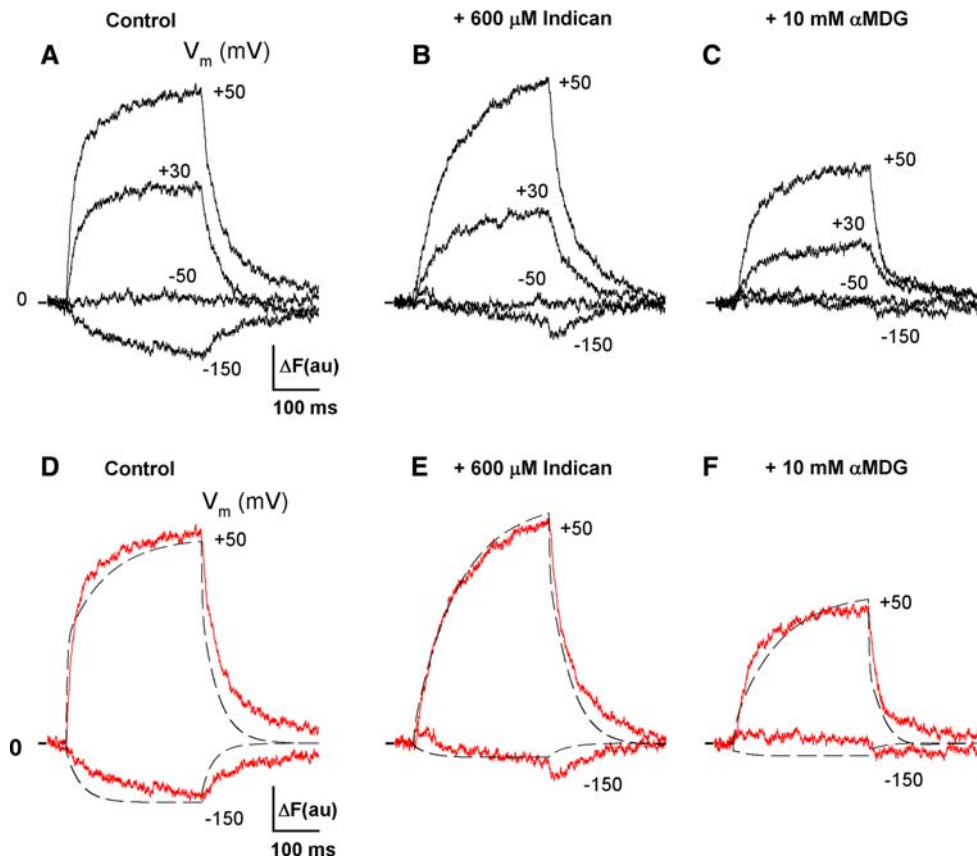 Control
+ 600 μM Indican
+ 10 mM αMDG
A
V_m (mV)
B
C
+50
+50
+50
+30
+30
+30
-50
-50
-50
0
-150
-150
-150
ΔF(au)
100 ms
D
Control
E
+ 600 μM Indican
F
+ 10 mM αMDG
V_m (mV)
+50
+50
+50
0
-150
-150
-150
ΔF(au)
100 ms